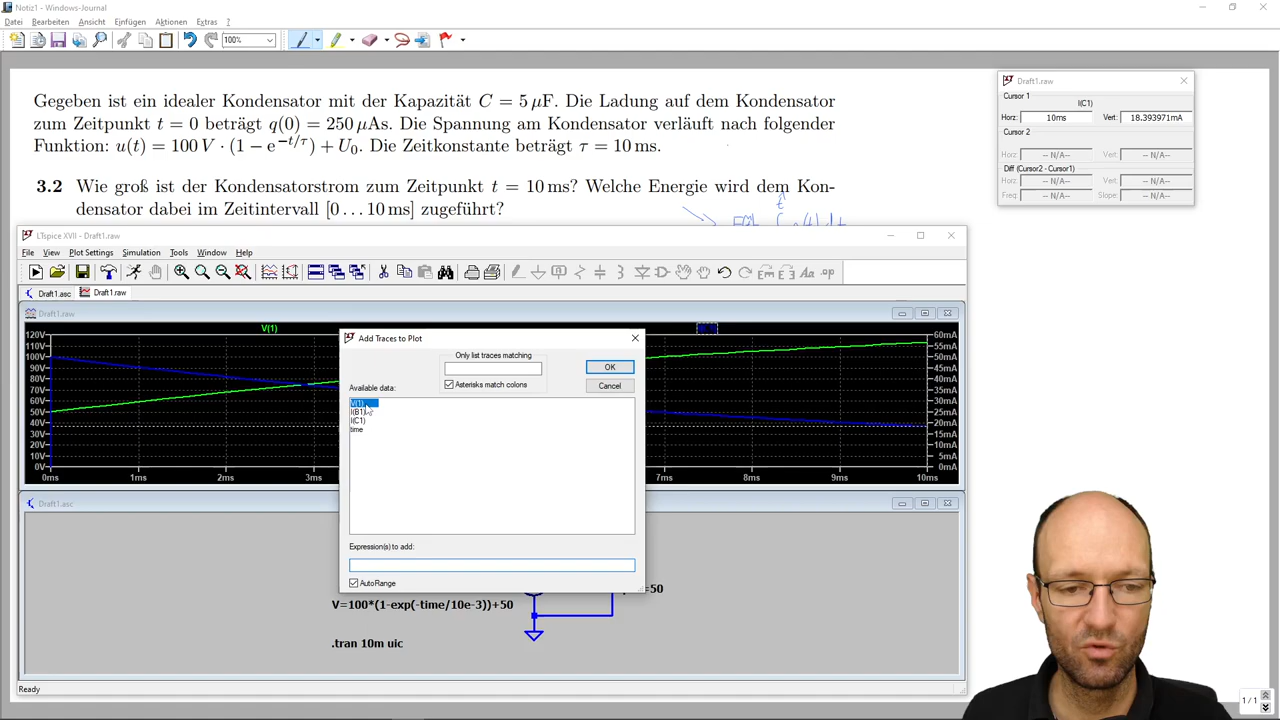 Notiz1 - Windows-Journal
Datei Bearbeiten Ansicht Einfügen Aktionen Extras ?
100%
Gegeben ist ein idealer Kondensator mit der Kapazität C = 5 μF. Die Ladung auf dem Kondensator
zum Zeitpunkt t = 0 beträgt q(0) = 250 μAs. Die Spannung am Kondensator verläuft nach folgender
Funktion: u(t) = 100 V · (1 − e^−t/τ) + U₀. Die Zeitkonstante beträgt τ = 10 ms.
3.2 Wie groß ist der Kondensatorstrom zum Zeitpunkt t = 10 ms? Welche Energie wird dem Kon-
densator dabei im Zeitintervall [0 . . . 10 ms] zugeführt?
Draft1.raw
Cursor 1
I(C1)
Horz: 10ms Vert: 18.393971mA
Cursor 2
Horz: -- N/A-- Vert: -- N/A--
Diff (Cursor2 - Cursor1)
Horz: -- N/A-- Slope: -- N/A--
LTspice XVII - Draft1.raw
File View Plot Settings Simulation Tools Window Help
Draft1.asc Draft1.raw
Draft1.raw
V(1)
120V 60mA
100V 55mA
90V 50mA
80V 45mA
70V 40mA
60V 35mA
50V 30mA
40V 25mA
30V 20mA
20V 15mA
10V 10mA
0V 5mA
0mA
0ms 1ms 2ms 3ms 7ms 8ms 9ms 10ms
Add Traces to Plot
Only list traces matching
OK
Asterisks match colons
Cancel
Available data:
V(1)
I(B1)
I(C1)
time
Expression(s) to add:
AutoRange
Draft1.asc
=50
V=100*(1-exp(-time/10e-3))+50
.tran 10m uic
Ready
1/1